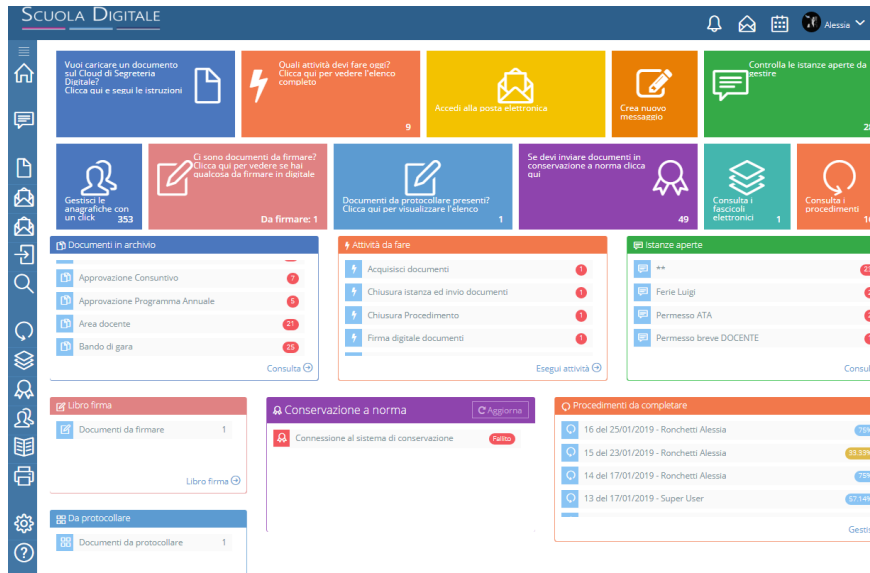 SCUOLA DIGITALE
Alessia
Vuoi caricare un documento
sul Cloud di Segreteria
Digitale?
Clicca qui e segui le istruzioni
Quali attività devi fare oggi?
Clicca qui per vedere l'elenco
completo
9
Accedi alla posta elettronica
Crea nuovo
messaggio
Controlla le istanze aperte da
gestire
Gestisci le
anagrafiche con
un click
353
Ci sono documenti da firmare?
Clicca qui per vedere se hai
qualcosa da firmare in digitale
Da firmare: 1
Documenti da protocollare presenti?
Clicca qui per visualizzare l'elenco
1
Se devi inviare documenti in
conservazione a norma clicca
qui
49
Consulta i
fascicoli
elettronici
1
Consulta i
procedimenti
Documenti in archivio
Approvazione Consuntivo 7
Approvazione Programma Annuale 5
Area docente 21
Bando di gara 25
Consulta
Attività da fare
Acquisisci documenti 1
Chiusura istanza ed invio documenti 1
Chiusura Procedimento 1
Firma digitale documenti 1
Esegui attività
Istanze aperte
**
Ferie Luigi
Permesso ATA
Permesso breve DOCENTE
Libro firma
Documenti da firmare 1
Libro firma
Conservazione a norma
Aggiorna
Connessione al sistema di conservazione Fallito
Procedimenti da completare
16 del 25/01/2019 - Ronchetti Alessia 75%
15 del 23/01/2019 - Ronchetti Alessia 33.33%
14 del 17/01/2019 - Ronchetti Alessia 75%
13 del 17/01/2019 - Super User 57.14%
Da protocollare
Documenti da protocollare 1